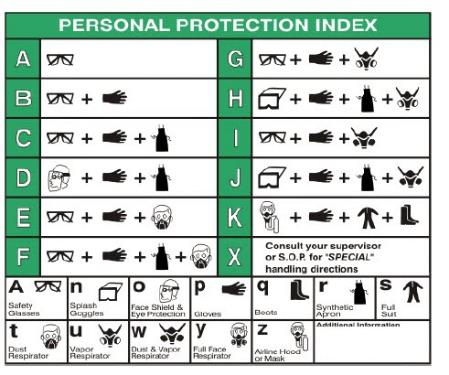 PERSONAL PROTECTION INDEX
A
G
B + H + + +
C + + I + +
D + + J + + +
E + + K + + +
F + + + X
Consult your supervisor
or S.O.P. for "SPECIAL"
handling directions
A n o p q r s
Safety Glasses
Splash Goggles
Face Shield & Eye Protection
Gloves
Boots
Synthetic Apron
Full Suit
t u w y z
Additional Information
Dust Respirator
Vapor Respirator
Dust & Vapor Respirator
Full Face Respirator
Airline Hood or Mask